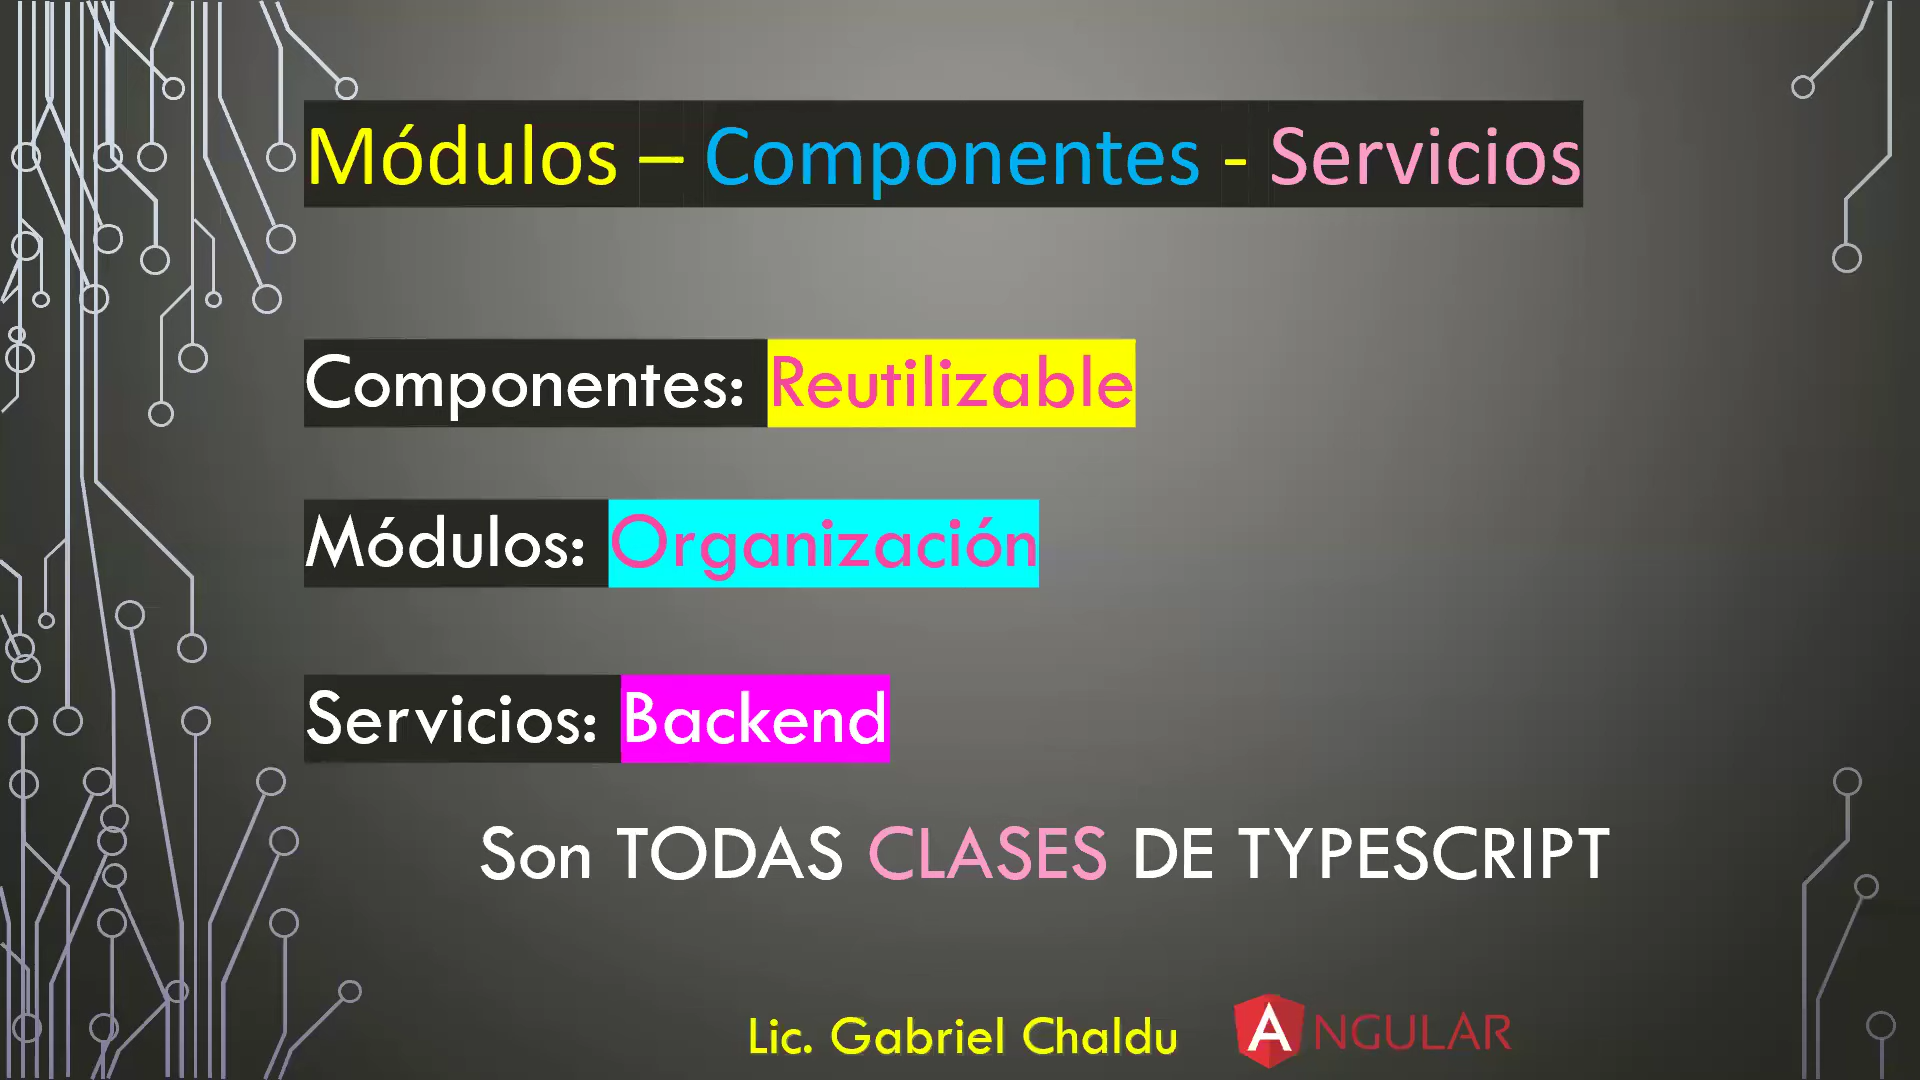 Módulos – Componentes - Servicios
Componentes: Reutilizable
Módulos: Organización
Servicios: Backend
Son TODAS CLASES DE TYPESCRIPT
Lic. Gabriel Chaldu
ANGULAR